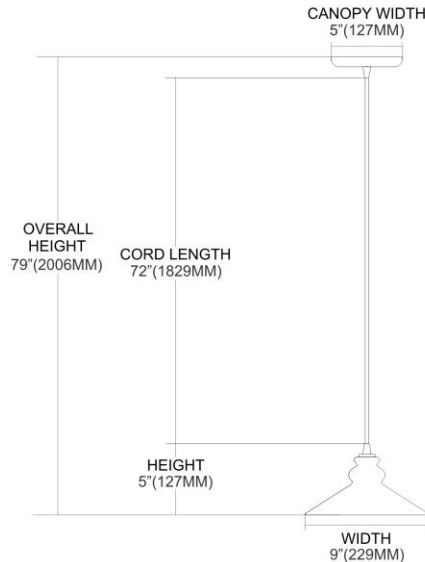 CANOPY WIDTH
5"(127MM)
OVERALL
HEIGHT
79"(2006MM)
CORD LENGTH
72"(1829MM)
HEIGHT
5"(127MM)
WIDTH
9"(229MM)